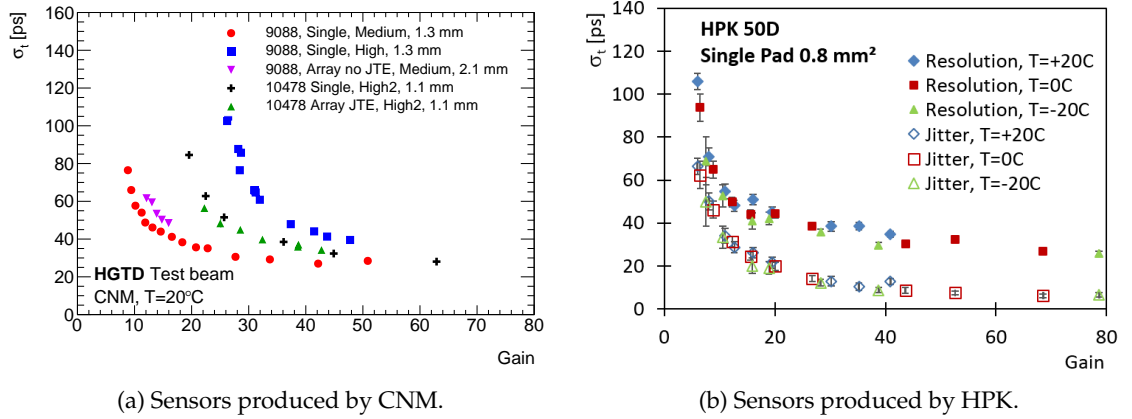 σt [ps]
160
140
120
100
80
60
40
20
0
9088, Single, Medium, 1.3 mm
9088, Single, High, 1.3 mm
9088, Array no JTE, Medium, 2.1 mm
10478 Single, High2, 1.1 mm
10478 Array JTE, High2, 1.1 mm
HGTD Test beam
CNM, T=20°C
0 10 20 30 40 50 60 70 80
Gain
(a) Sensors produced by CNM.
σt [ps]
140
120
100
80
60
40
20
0
HPK 50D
Single Pad 0.8 mm²
Resolution, T=+20C
Resolution, T=0C
Resolution, T=-20C
Jitter, T=+20C
Jitter, T=0C
Jitter, T=-20C
0 20 40 60 80
Gain
(b) Sensors produced by HPK.